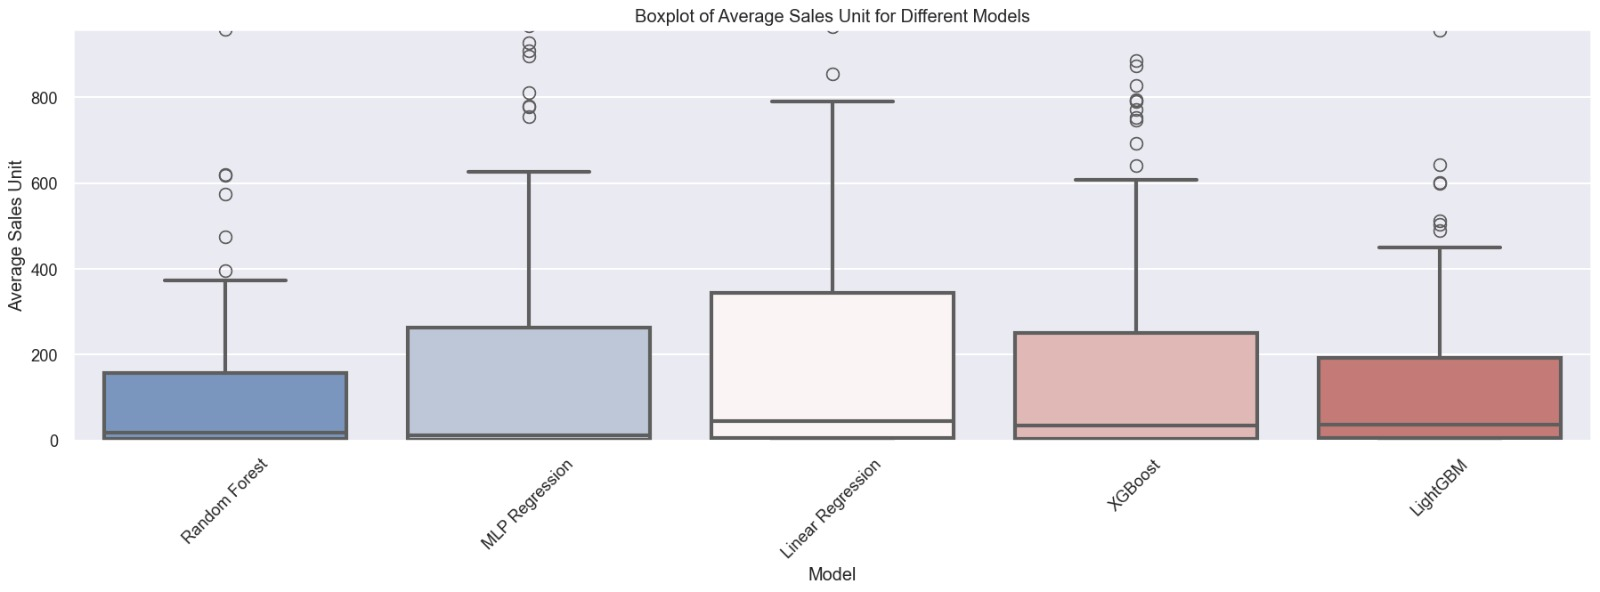 Boxplot of Average Sales Unit for Different Models
Average Sales Unit
800
600
400
200
0
Random Forest
MLP Regression
Linear Regression
XGBoost
LightGBM
Model